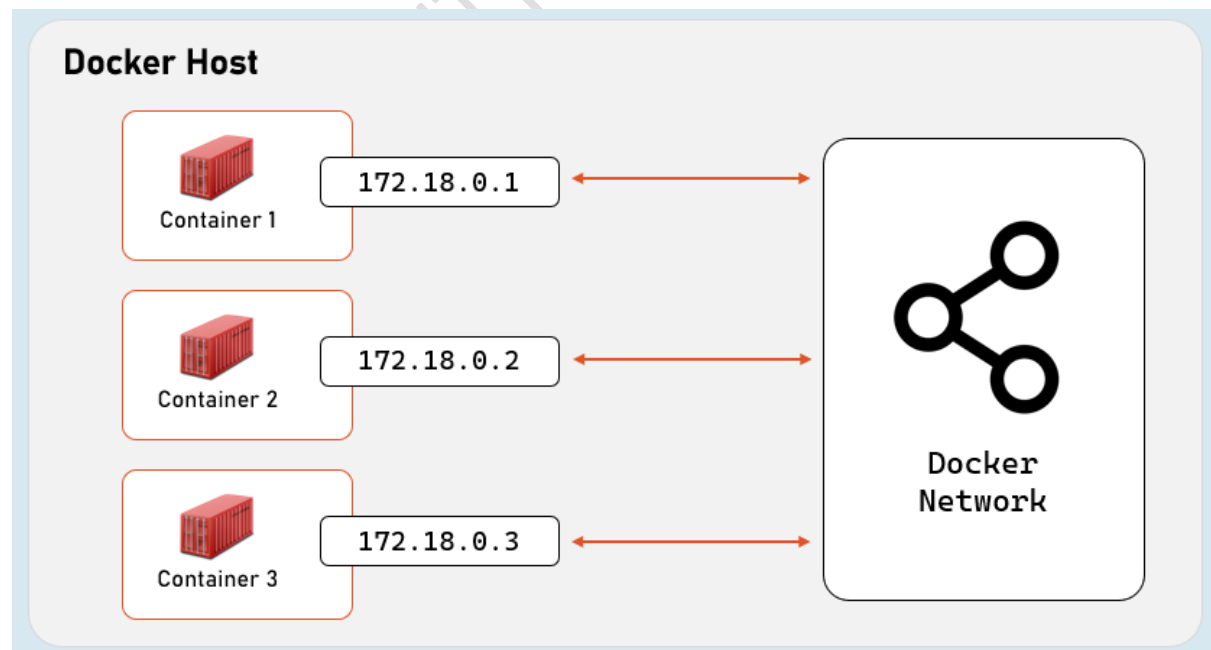 Docker Host
172.18.0.1
Container 1
172.18.0.2
Container 2
Docker
Network
172.18.0.3
Container 3